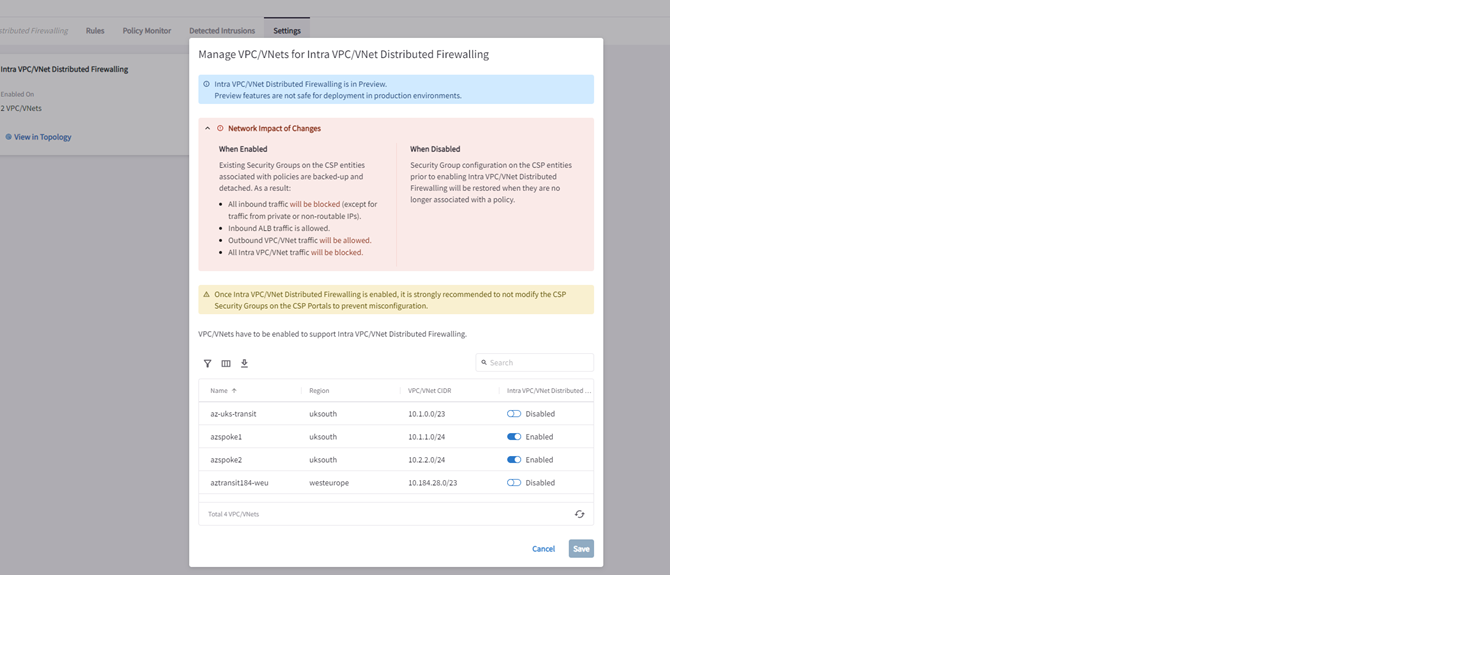 stributed Firewalling Rules Policy Monitor Detected Intrusions Settings
Intra VPC/VNet Distributed Firewalling
Enabled On
2 VPC/VNets
View in Topology
Manage VPC/VNets for Intra VPC/VNet Distributed Firewalling
Intra VPC/VNet Distributed Firewalling is in Preview.
Preview features are not safe for deployment in production environments.
Network Impact of Changes
When Enabled
Existing Security Groups on the CSP entities
associated with policies are backed-up and
detached. As a result:
All inbound traffic will be blocked (except for
traffic from private or non-routable IPs).
Inbound ALB traffic is allowed.
Outbound VPC/VNet traffic will be allowed.
All Intra VPC/VNet traffic will be blocked.
When Disabled
Security Group configuration on the CSP entities
prior to enabling Intra VPC/VNet Distributed
Firewalling will be restored when they are no
longer associated with a policy.
Once Intra VPC/VNet Distributed Firewalling is enabled, it is strongly recommended to not modify the CSP
Security Groups on the CSP Portals to prevent misconfiguration.
VPC/VNets have to be enabled to support Intra VPC/VNet Distributed Firewalling.
Search
Name Region VPC/VNet CIDR Intra VPC/VNet Distributed ...
az-uks-transit uksouth 10.1.0.0/23 Disabled
azspoke1 uksouth 10.1.1.0/24 Enabled
azspoke2 uksouth 10.2.2.0/24 Enabled
aztransit184-weu westeurope 10.184.28.0/23 Disabled
Total 4 VPC/VNets
Cancel Save